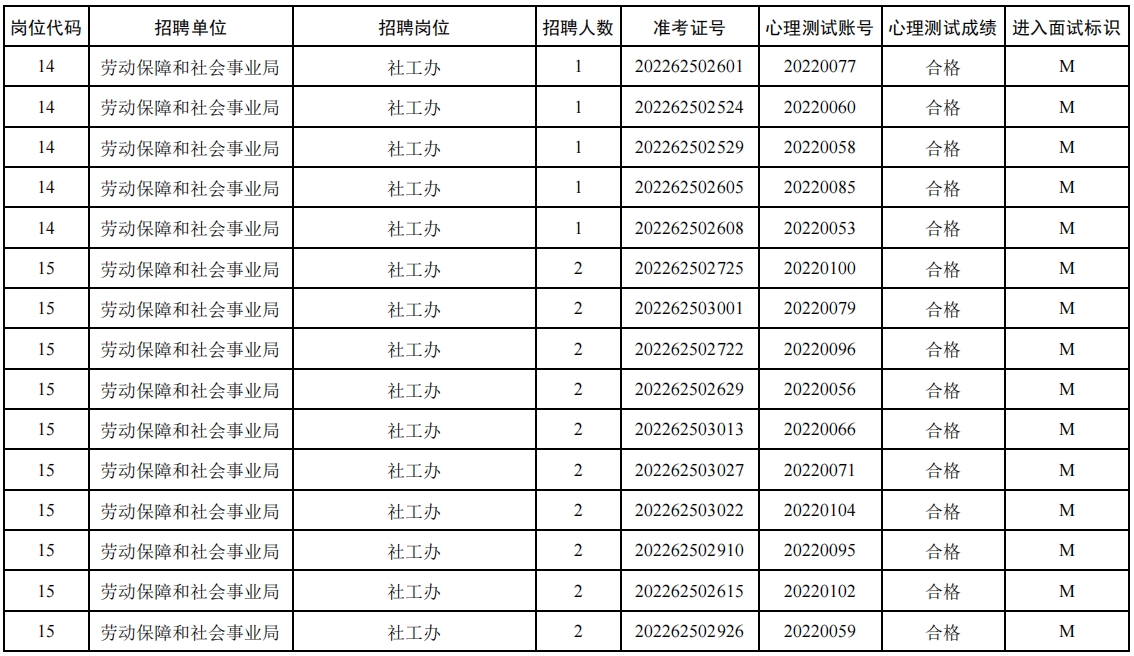 岗位代码 招聘单位 招聘岗位 招聘人数 准考证号 心理测试账号 心理测试成绩 进入面试标识
14 劳动保障和社会事业局 社工办 1 202262502601 20220077 合格 M
14 劳动保障和社会事业局 社工办 1 202262502524 20220060 合格 M
14 劳动保障和社会事业局 社工办 1 202262502529 20220058 合格 M
14 劳动保障和社会事业局 社工办 1 202262502605 20220085 合格 M
14 劳动保障和社会事业局 社工办 1 202262502608 20220053 合格 M
15 劳动保障和社会事业局 社工办 2 202262502725 20220100 合格 M
15 劳动保障和社会事业局 社工办 2 202262503001 20220079 合格 M
15 劳动保障和社会事业局 社工办 2 202262502722 20220096 合格 M
15 劳动保障和社会事业局 社工办 2 202262502629 20220056 合格 M
15 劳动保障和社会事业局 社工办 2 202262503013 20220066 合格 M
15 劳动保障和社会事业局 社工办 2 202262503027 20220071 合格 M
15 劳动保障和社会事业局 社工办 2 202262503022 20220104 合格 M
15 劳动保障和社会事业局 社工办 2 202262502910 20220095 合格 M
15 劳动保障和社会事业局 社工办 2 202262502615 20220102 合格 M
15 劳动保障和社会事业局 社工办 2 202262502926 20220059 合格 M